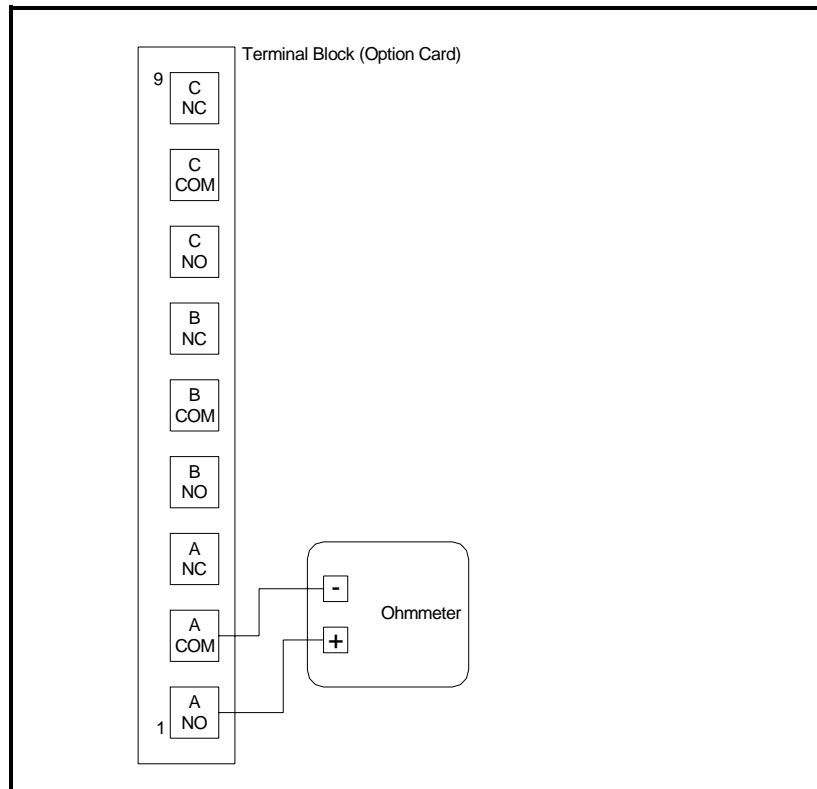 Terminal Block (Option Card)
9
C
NC
C
COM
C
NO
B
NC
B
COM
B
NO
A
NC
-
Ohmmeter
A
COM
+
A
NO
1